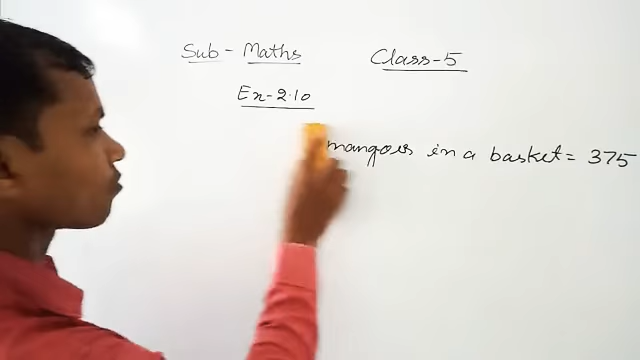 Sub - Maths Class-5
Ex-2.10
mangoes in a basket = 375